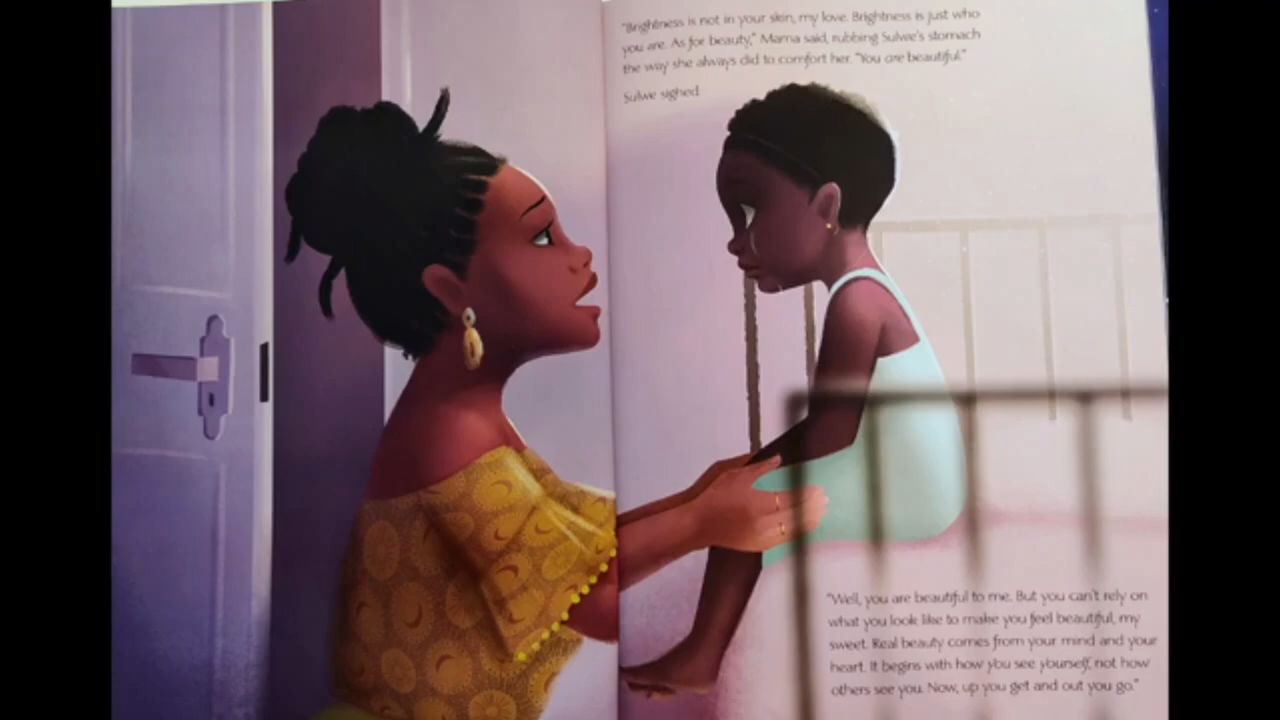 "Brightness is not in your skin, my love. Brightness is just who
you are. As for beauty," Mama said, rubbing Sulwe's stomach
the way she always did to comfort her. "You are beautiful."
Sulwe sighed.
"Well, you are beautiful to me. But you can't rely on
what you look like to make you feel beautiful, my
sweet. Real beauty comes from your mind and your
heart. It begins with how you see yourself, not how
others see you. Now, up you get and out you go."